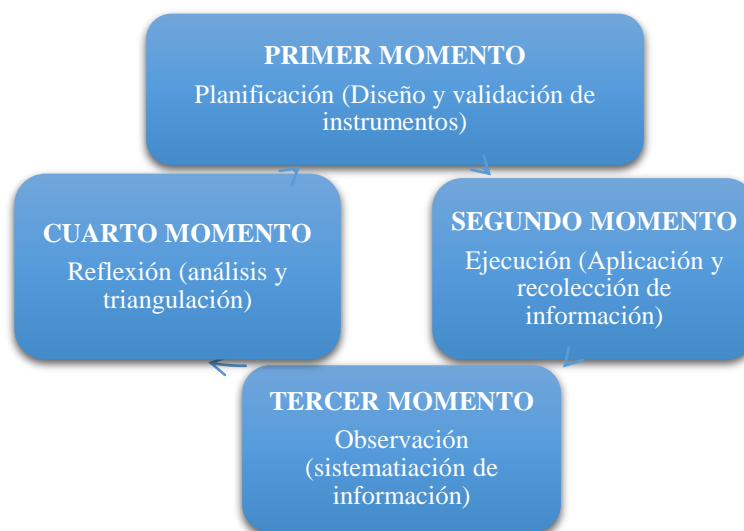 PRIMER MOMENTO
Planificación (Diseño y validación de
instrumentos)
SEGUNDO MOMENTO
Ejecución (Aplicación y
recolección de
información)
TERCER MOMENTO
Observación
(sistematiación de
información)
CUARTO MOMENTO
Reflexión (análisis y
triangulación)